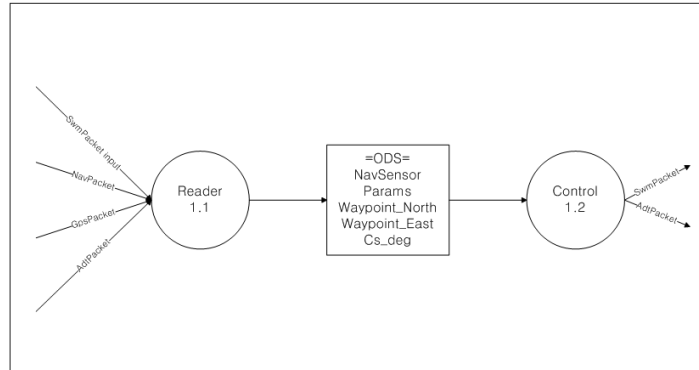 SwmPacket input
NavPacket
GpsPacket
AdtPacket
Reader
1.1
=ODS=
NavSensor
Params
Waypoint_North
Waypoint_East
Cs_deg
Control
1.2
SwmPacket
AdtPacket